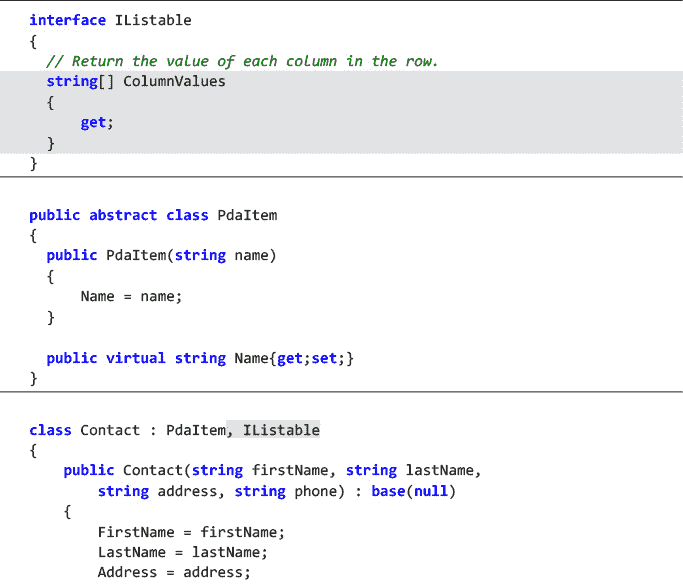 interface IListable
{
// Return the value of each column in the row.
string[] ColumnValues
{
get;
}
}
public abstract class PdaItem
{
public PdaItem(string name)
{
Name = name;
}
public virtual string Name{get;set;}
}
class Contact : PdaItem, IListable
{
public Contact(string firstName, string lastName,
string address, string phone) : base(null)
{
FirstName = firstName;
LastName = lastName;
Address = address;